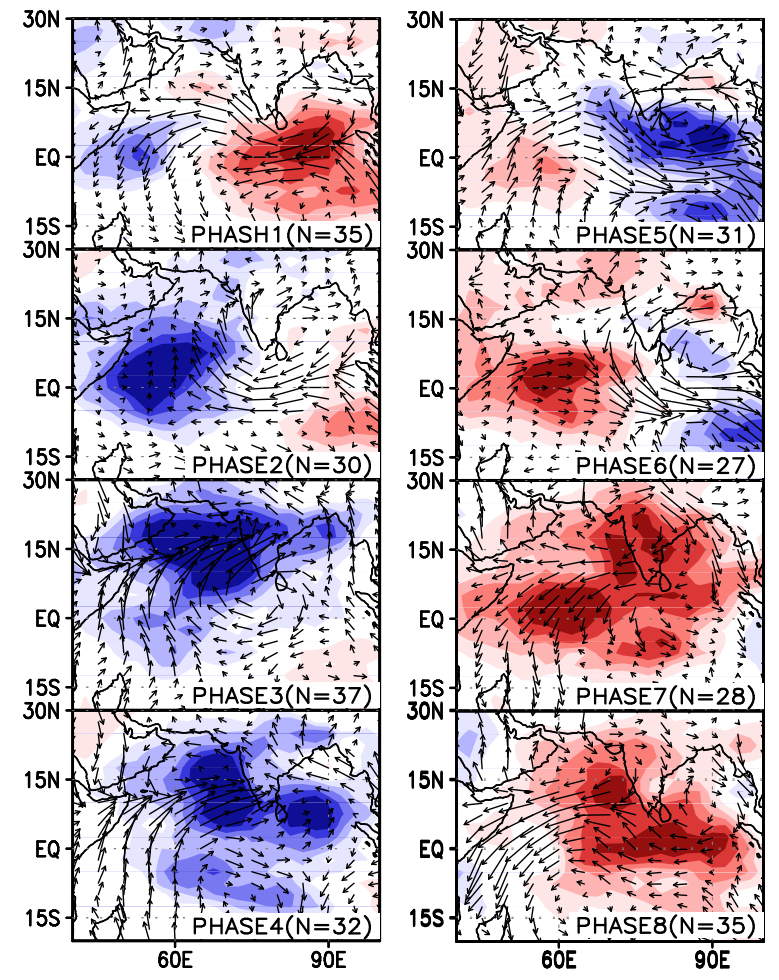 30N
15N
EQ
15S
PHASH1(N=35)
30N
15N
EQ
15S
PHASE2(N=30)
30N
15N
EQ
15S
PHASE3(N=37)
30N
15N
EQ
15S
PHASE4(N=32)
60E 90E
30N
15N
EQ
15S
PHASE5(N=31)
30N
15N
EQ
15S
PHASE6(N=27)
30N
15N
EQ
15S
PHASE7(N=28)
30N
15N
EQ
15S
PHASE8(N=35)
60E 90E